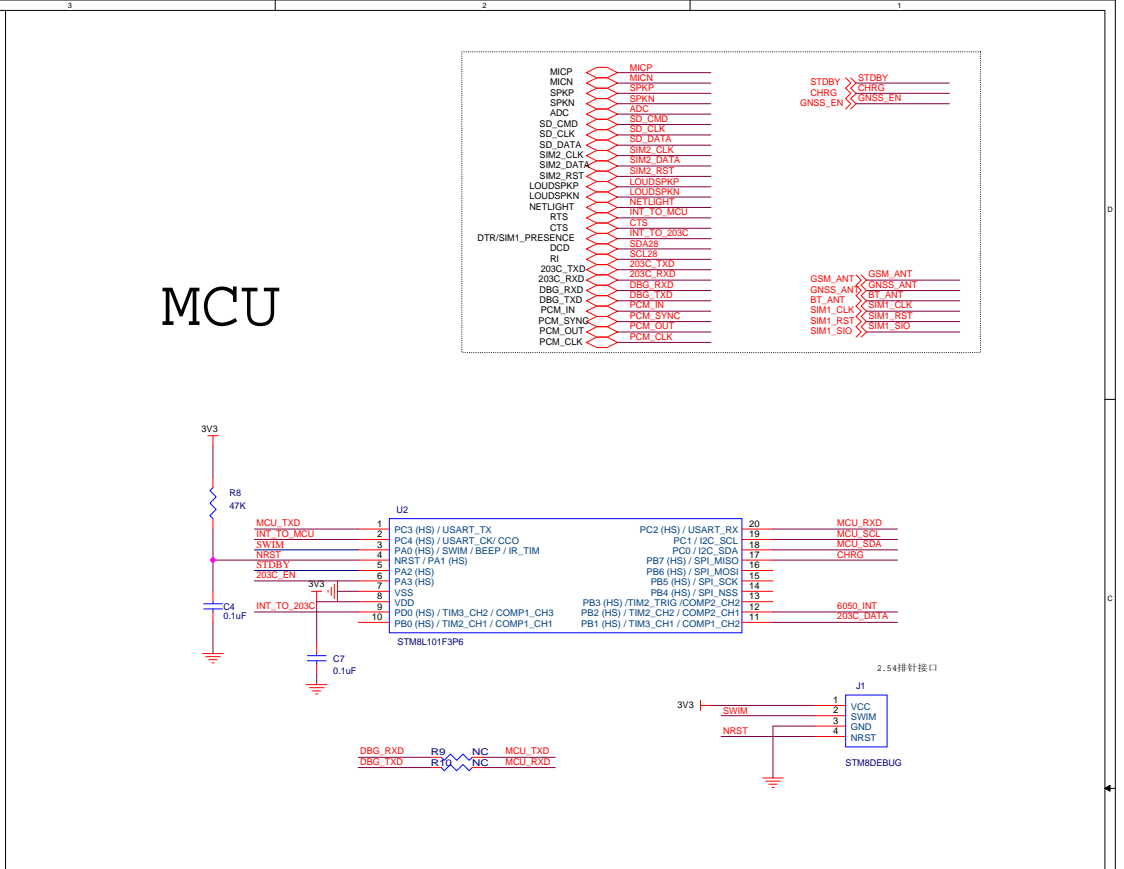 3 2 1
MICP MICP
MICN MICN
SPKP SPKP
SPKN SPKN
ADC ADC
SD_CMD SD_CMD
SD_CLK SD_CLK
SD_DATA SD_DATA
SIM2_CLK SIM2_CLK
SIM2_DATA SIM2_DATA
SIM2_RST SIM2_RST
LOUDSPKP LOUDSPKP
LOUDSPKN LOUDSPKN
NETLIGHT NETLIGHT
RTS INT_TO_MCU
CTS CTS
DTR/SIM1_PRESENCE INT_TO_203C
DCD SDA28
RI SCL28
203C_TXD 203C_TXD
203C_RXD 203C_RXD
DBG_RXD DBG_RXD
DBG_TXD DBG_TXD
PCM_IN PCM_IN
PCM_SYNC PCM_SYNC
PCM_OUT PCM_OUT
PCM_CLK PCM_CLK
STDBY STDBY
CHRG CHRG
GNSS_EN GNSS_EN
GSM_ANT GSM_ANT
GNSS_ANT GNSS_ANT
BT_ANT BT_ANT
SIM1_CLK SIM1_CLK
SIM1_RST SIM1_RST
SIM1_SIO SIM1_SIO
D
MCU
3V3
R8
47K
C4
0.1uF
U2
MCU_TXD 1 PC3 (HS) / USART_TX
INT_TO_MCU 2 PC4 (HS) / USART_CK/ CCO
SWIM 3 PA0 (HS) / SWIM / BEEP / IR_TIM
NRST 4 NRST / PA1 (HS)
STDBY 5 PA2 (HS)
203C_EN 6 PA3 (HS)
7 VSS
3V3 8 VDD
INT_TO_203C 9 PD0 (HS) / TIM3_CH2 / COMP1_CH3
10 PB0 (HS) / TIM2_CH1 / COMP1_CH1
PC2 (HS) / USART_RX 20 MCU_RXD
PC1 / I2C_SCL 19 MCU_SCL
PC0 / I2C_SDA 18 MCU_SDA
PB7 (HS) / SPI_MISO 17 CHRG
PB6 (HS) / SPI_MOSI 16
PB5 (HS) / SPI_SCK 15
PB4 (HS) / SPI_NSS 14
PB3 (HS) /TIM2_TRIG /COMP2_CH2 13
PB2 (HS) / TIM2_CH2 / COMP2_CH1 12 6050_INT
PB1 (HS) / TIM3_CH1 / COMP1_CH2 11 203C_DATA
STM8L101F3P6
C
C7
0.1uF
2.54排针接口
J1
3V3 1 VCC
SWIM 2 SWIM
3 GND
NRST 4 NRST
STM8DEBUG
DBG_RXD R9 NC MCU_TXD
DBG_TXD R10 NC MCU_RXD